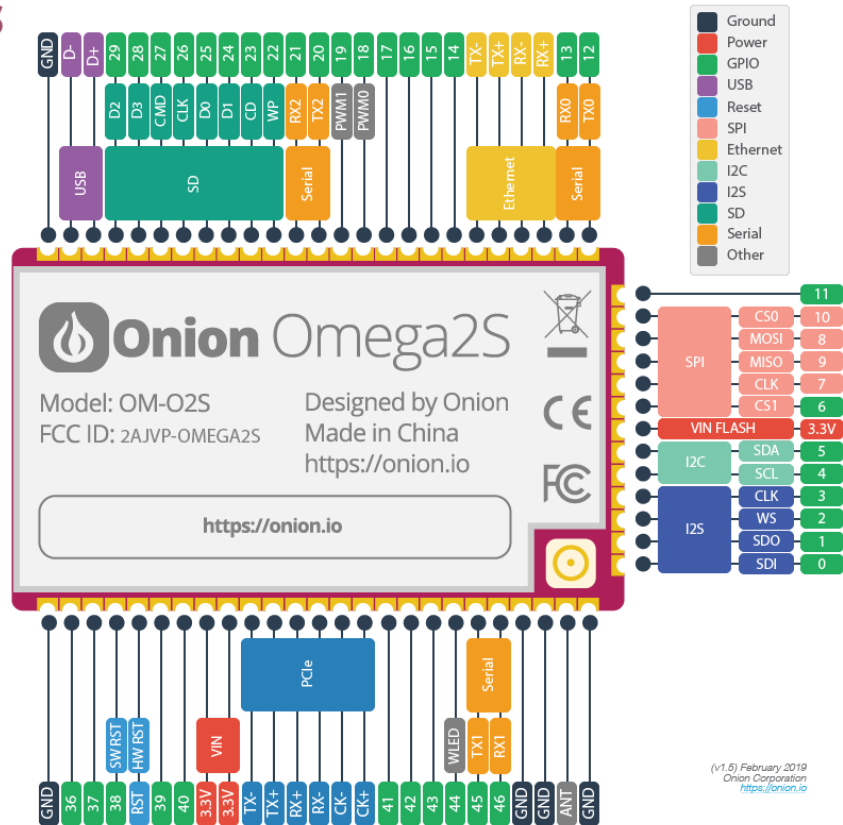 S
GND D- D+ 29 28 27 26 25 24 23 22 21 20 19 18 17 16 15 14 TX- TX+ RX- RX+ 13 12
D2 D3 CMD CLK D0 D1 CD WP RX2 TX2 PWM1 PWM0 RX0 TX0
USB SD Serial Ethernet Serial
Ground
Power
GPIO
USB
Reset
SPI
Ethernet
I2C
I2S
SD
Serial
Other
Onion Omega2S
Model: OM-O2S
FCC ID: 2AJVP-OMEGA2S
Designed by Onion
Made in China
https://onion.io
CE
FC
https://onion.io
11
SPI
CS0 10
MOSI 8
MISO 9
CLK 7
CS1 6
VIN FLASH 3.3V
I2C
SDA 5
SCL 4
I2S
CLK 3
WS 2
SDO 1
SDI 0
PCIe Serial
SW RST HW RST VIN WLED TX1 RX1
GND 36 37 38 RST 39 40 3.3V 3.3V TX- TX+ RX+ RX- CK- CK+ 41 42 43 44 45 46 GND GND ANT GND
(v1.5) February 2019
Onion Corporation
https://onion.io